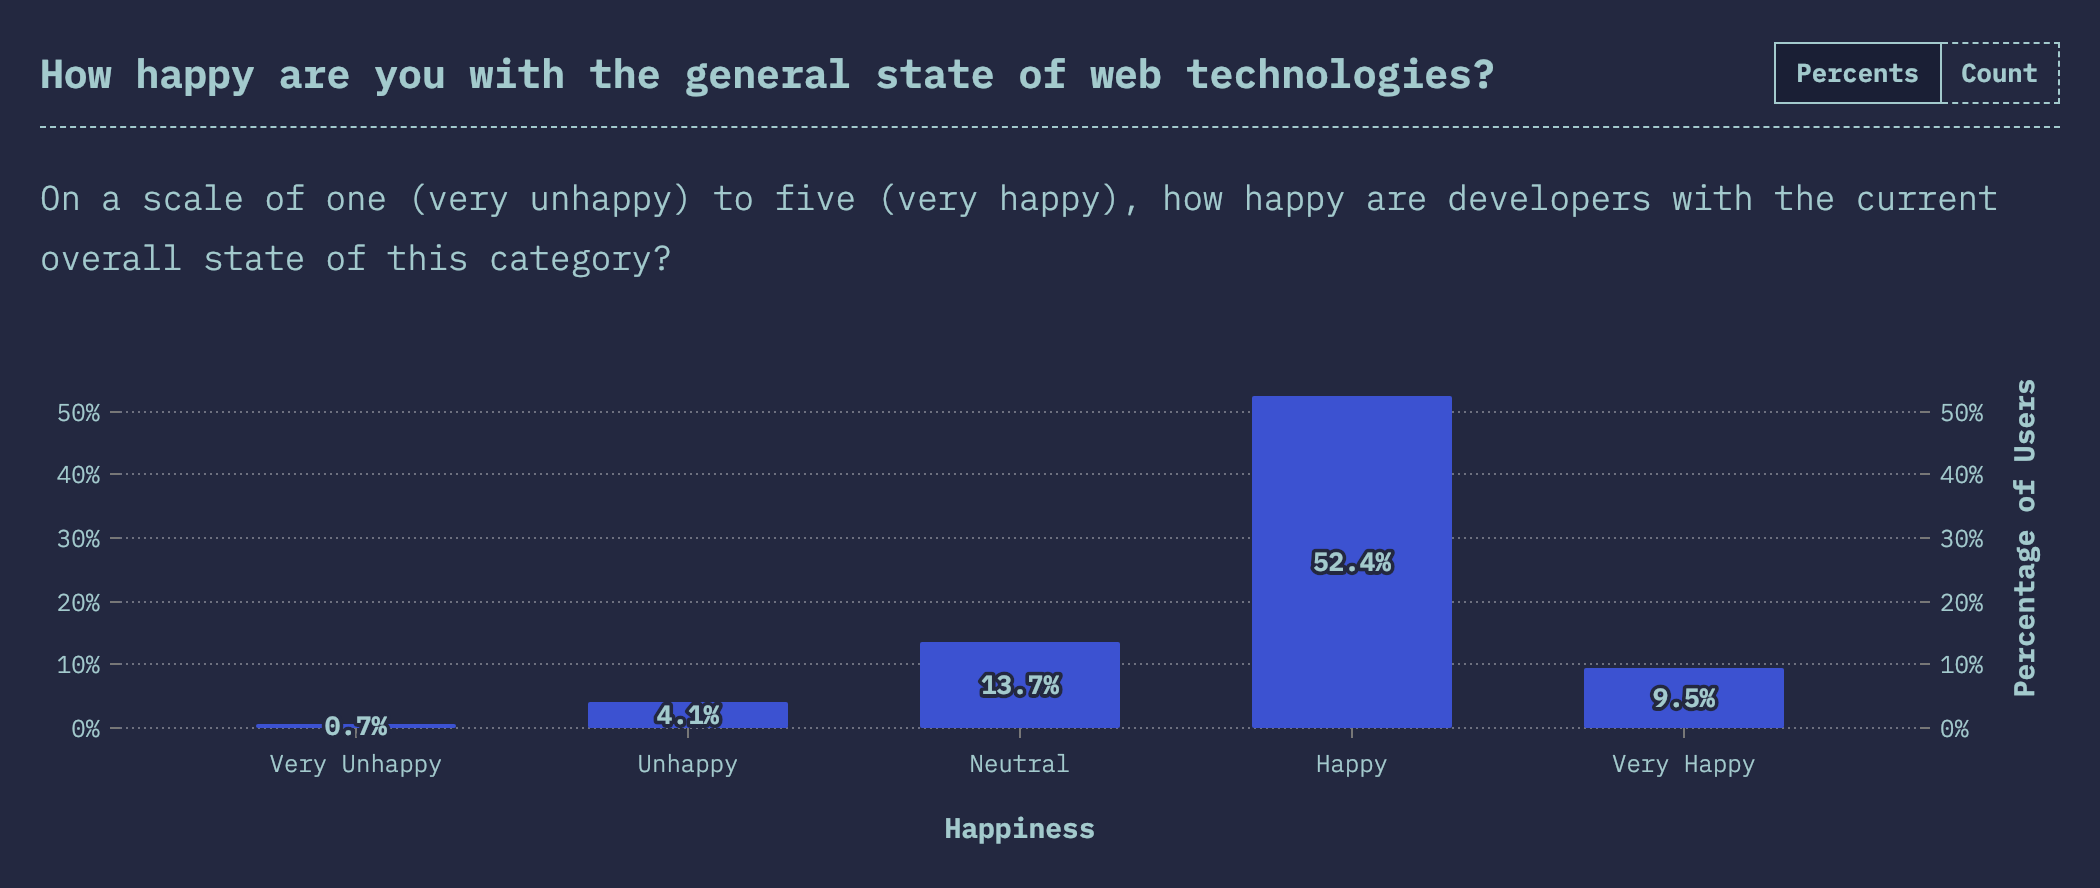 How happy are you with the general state of web technologies?
Percents
Count
On a scale of one (very unhappy) to five (very happy), how happy are developers with the current
overall state of this category?
50%
40%
30%
20%
10%
0%
0.7%
4.1%
13.7%
52.4%
9.5%
50%
40%
30%
20%
10%
0%
Percentage of Users
Very Unhappy
Unhappy
Neutral
Happy
Very Happy
Happiness